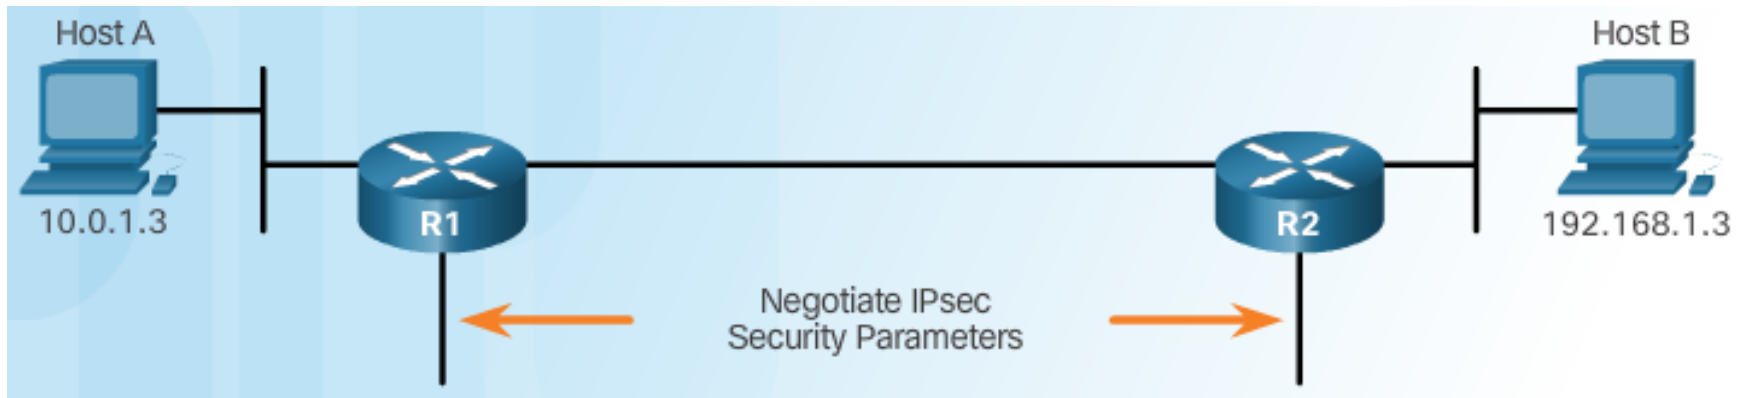 Host A
Host B
10.0.1.3
R1
R2
192.168.1.3
Negotiate IPsec
Security Parameters